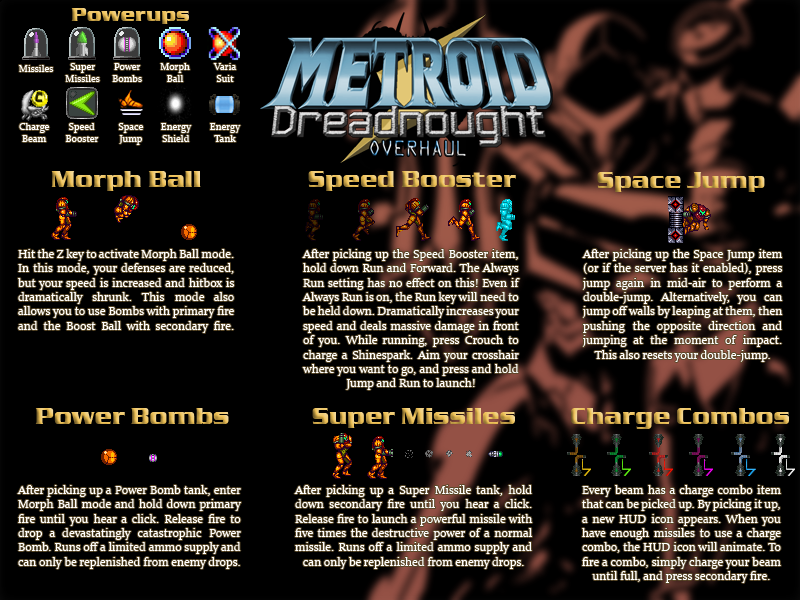 Powerups
Missiles
Super
Missiles
Power
Bombs
Morph
Ball
Varia
Suit
Charge
Beam
Speed
Booster
Space
Jump
Energy
Shield
Energy
Tank
METROID
Dreadnought
OVERHAUL
Morph Ball
Hit the Z key to activate Morph Ball mode.
In this mode, your defenses are reduced,
but your speed is increased and hitbox is
dramatically shrunk. This mode also
allows you to use Bombs with primary fire
and the Boost Ball with secondary fire.
Speed Booster
After picking up the Speed Booster item,
hold down Run and Forward. The Always
Run setting has no effect on this! Even if
Always Run is on, the Run key will need to
be held down. Dramatically increases your
speed and deals massive damage in front
of you. While running, press Crouch to
charge a Shinespark. Aim your crosshair
where you want to go, and press and hold
Jump and Run to launch!
Space Jump
After picking up the Space Jump item
(or if the server has it enabled), press
jump again in mid-air to perform a
double-jump. Alternatively, you can
jump off walls by leaping at them, then
pushing the opposite direction and
jumping at the moment of impact.
This also resets your double-jump.
Power Bombs
After picking up a Power Bomb tank, enter
Morph Ball mode and hold down primary
fire until you hear a click. Release fire to
drop a devastatingly catastrophic Power
Bomb. Runs off a limited ammo supply and
can only be replenished from enemy drops.
Super Missiles
After picking up a Super Missile tank, hold
down secondary fire until you hear a click.
Release fire to launch a powerful missile with
five times the destructive power of a normal
missile. Runs off a limited ammo supply and
can only be replenished from enemy drops.
Charge Combos
Every beam has a charge combo item
that can be picked up. By picking it up,
a new HUD icon appears. When you
have enough missiles to use a charge
combo, the HUD icon will animate. To
fire a combo, simply charge your beam
until full, and press secondary fire.